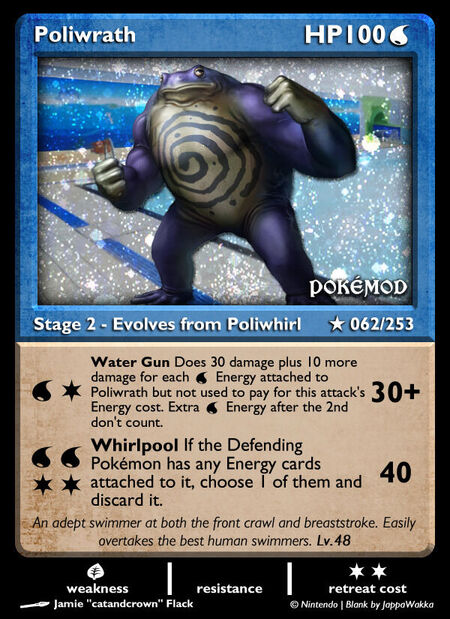 Poliwrath HP100
POKÉMOD
Stage 2 - Evolves from Poliwhirl ★ 062/253
Water Gun Does 30 damage plus 10 more
damage for each Energy attached to
Poliwrath but not used to pay for this attack's
Energy cost. Extra Energy after the 2nd
don't count.
30+
Whirlpool If the Defending
Pokémon has any Energy cards
attached to it, choose 1 of them and
discard it.
40
An adept swimmer at both the front crawl and breaststroke. Easily
overtakes the best human swimmers. Lv.48
weakness resistance retreat cost
Jamie "catandcrown" Flack © Nintendo | Blank by JappaWakka